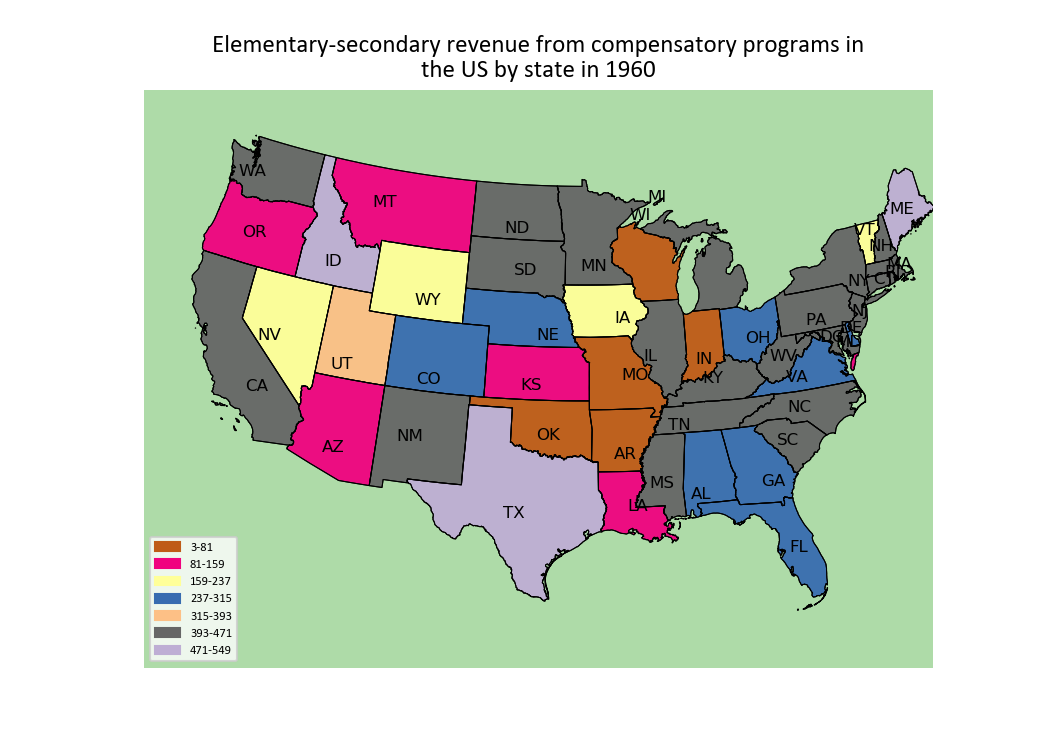 Elementary-secondary revenue from compensatory programs in
the US by state in 1960
WA
MT
ME
MI
WI
OR
ND
VT
NH
ID
SD
MN
MA
NY
CT
WY
IA
PA
NV
NE
OH
DE
UT
IL
IN
WV
MD
CO
MO
KY
VA
CA
KS
NC
AZ
NM
OK
TN
SC
AR
MS
GA
AL
LA
TX
FL
3-81
81-159
159-237
237-315
315-393
393-471
471-549